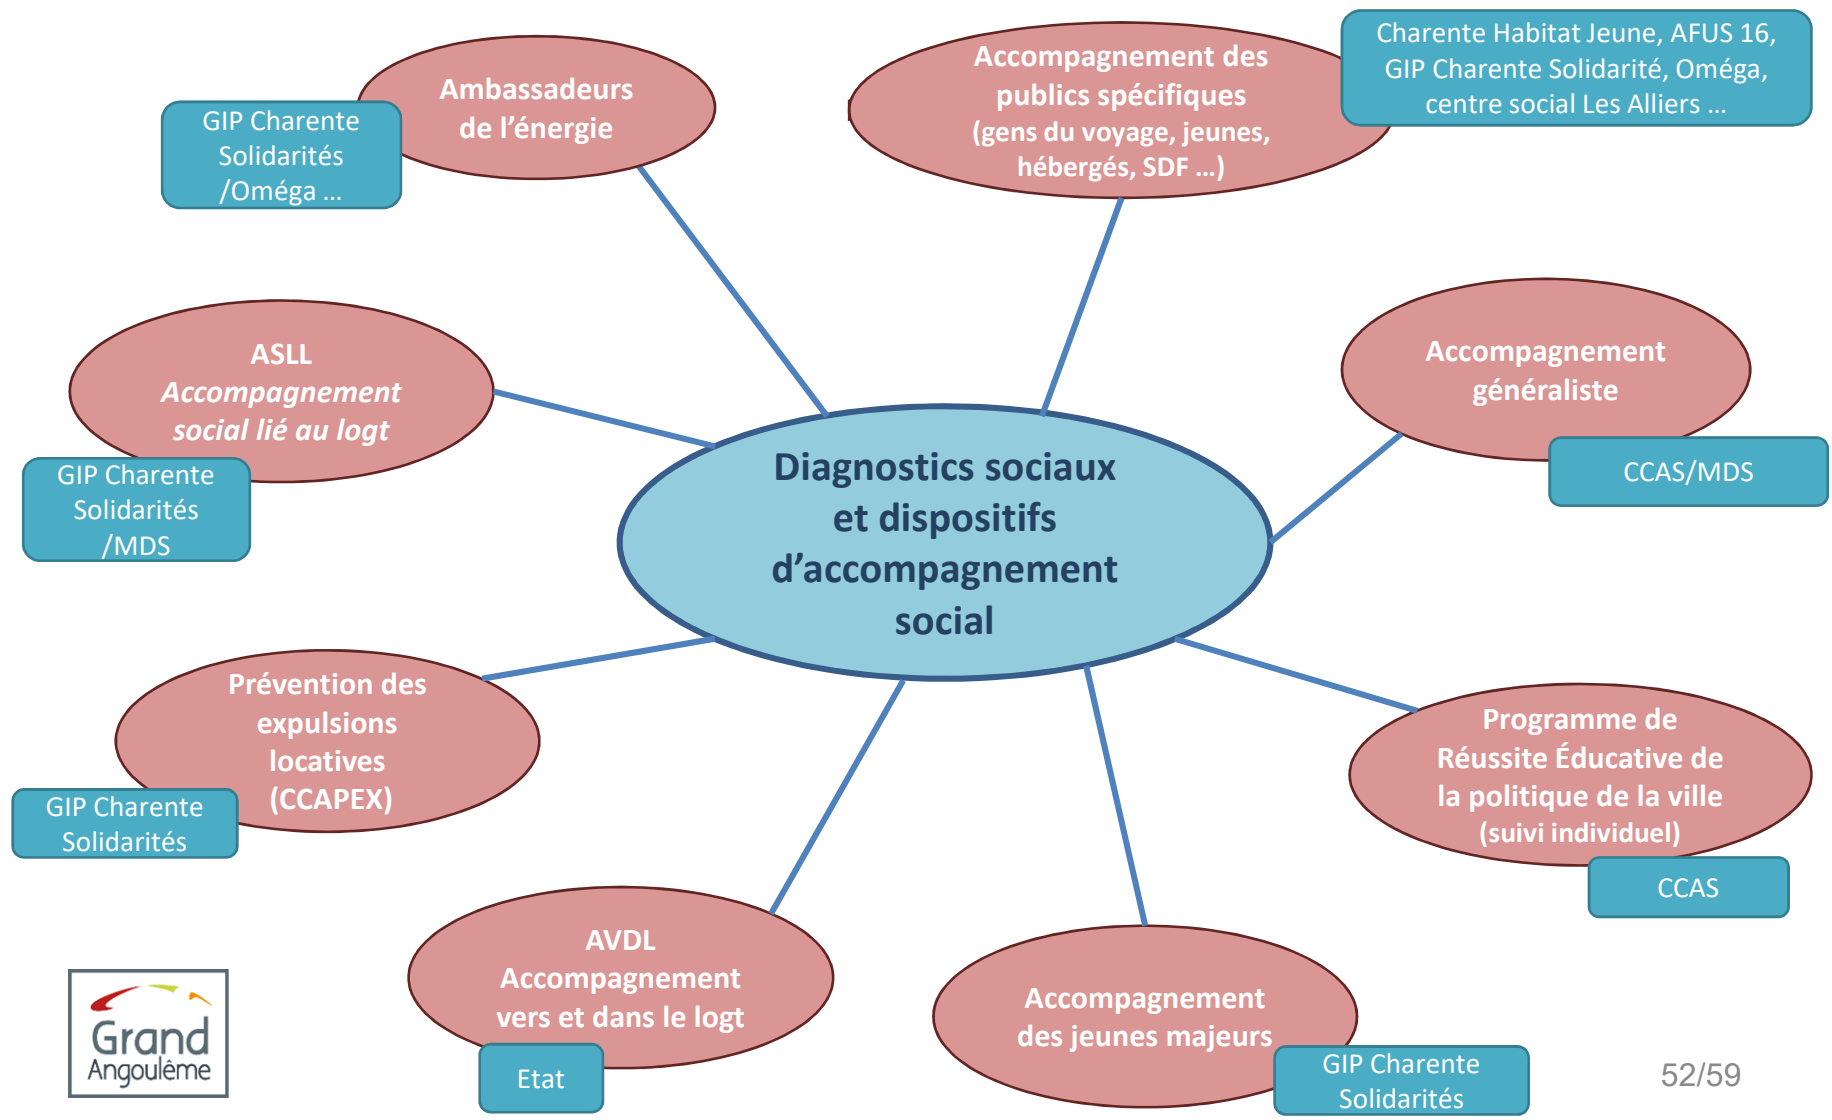 Ambassadeurs
de l’énergie
GIP Charente
Solidarités
/Oméga ...
Accompagnement des
publics spécifiques
(gens du voyage, jeunes,
hébergés, SDF ...)
Charente Habitat Jeune, AFUS 16,
GIP Charente Solidarité, Oméga,
centre social Les Alliers ...
ASLL
Accompagnement
social lié au logt
GIP Charente
Solidarités
/MDS
Accompagnement
généraliste
CCAS/MDS
Diagnostics sociaux
et dispositifs
d’accompagnement
social
Prévention des
expulsions
locatives
(CCAPEX)
GIP Charente
Solidarités
Programme de
Réussite Éducative de
la politique de la ville
(suivi individuel)
CCAS
AVDL
Accompagnement
vers et dans le logt
Etat
Accompagnement
des jeunes majeurs
GIP Charente
Solidarités
Grand
Angoulême
52/59